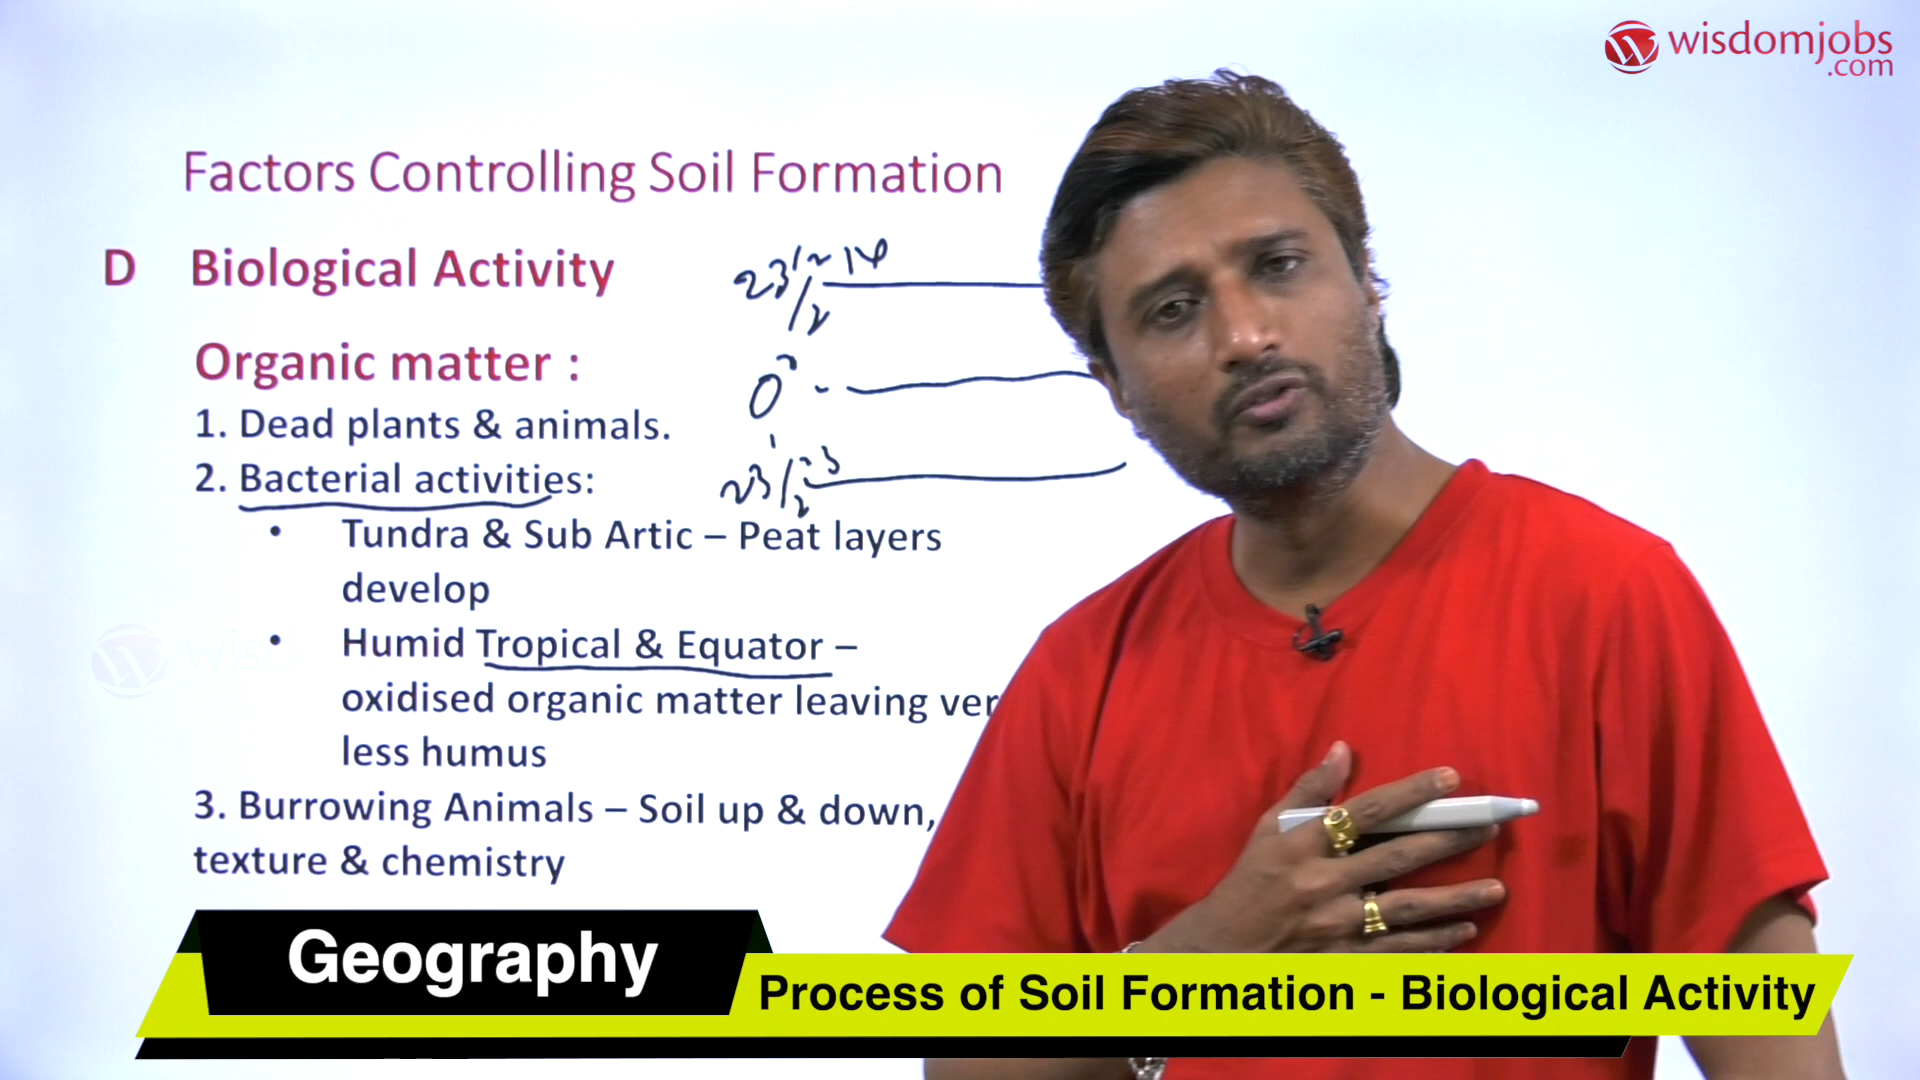 wisdomjobs
.com
Factors Controlling Soil Formation
D Biological Activity
Organic matter :
1. Dead plants & animals.
2. Bacterial activities:
• Tundra & Sub Artic – Peat layers
develop
• Humid Tropical & Equator –
oxidised organic matter leaving ver
less humus
3. Burrowing Animals – Soil up & down,
texture & chemistry
Geography
Process of Soil Formation - Biological Activity